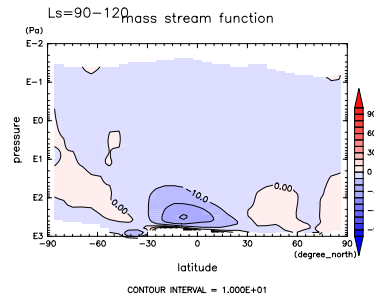 Ls=90-120
mass stream function
(Pa)
E-2
E-1
E0
E1
E2
E3
pressure
0.00
-10.0
0.00
-90
-60
-30
0
30
60
90
(degree_north)
latitude
90
60
30
0
CONTOUR INTERVAL = 1.000E+01